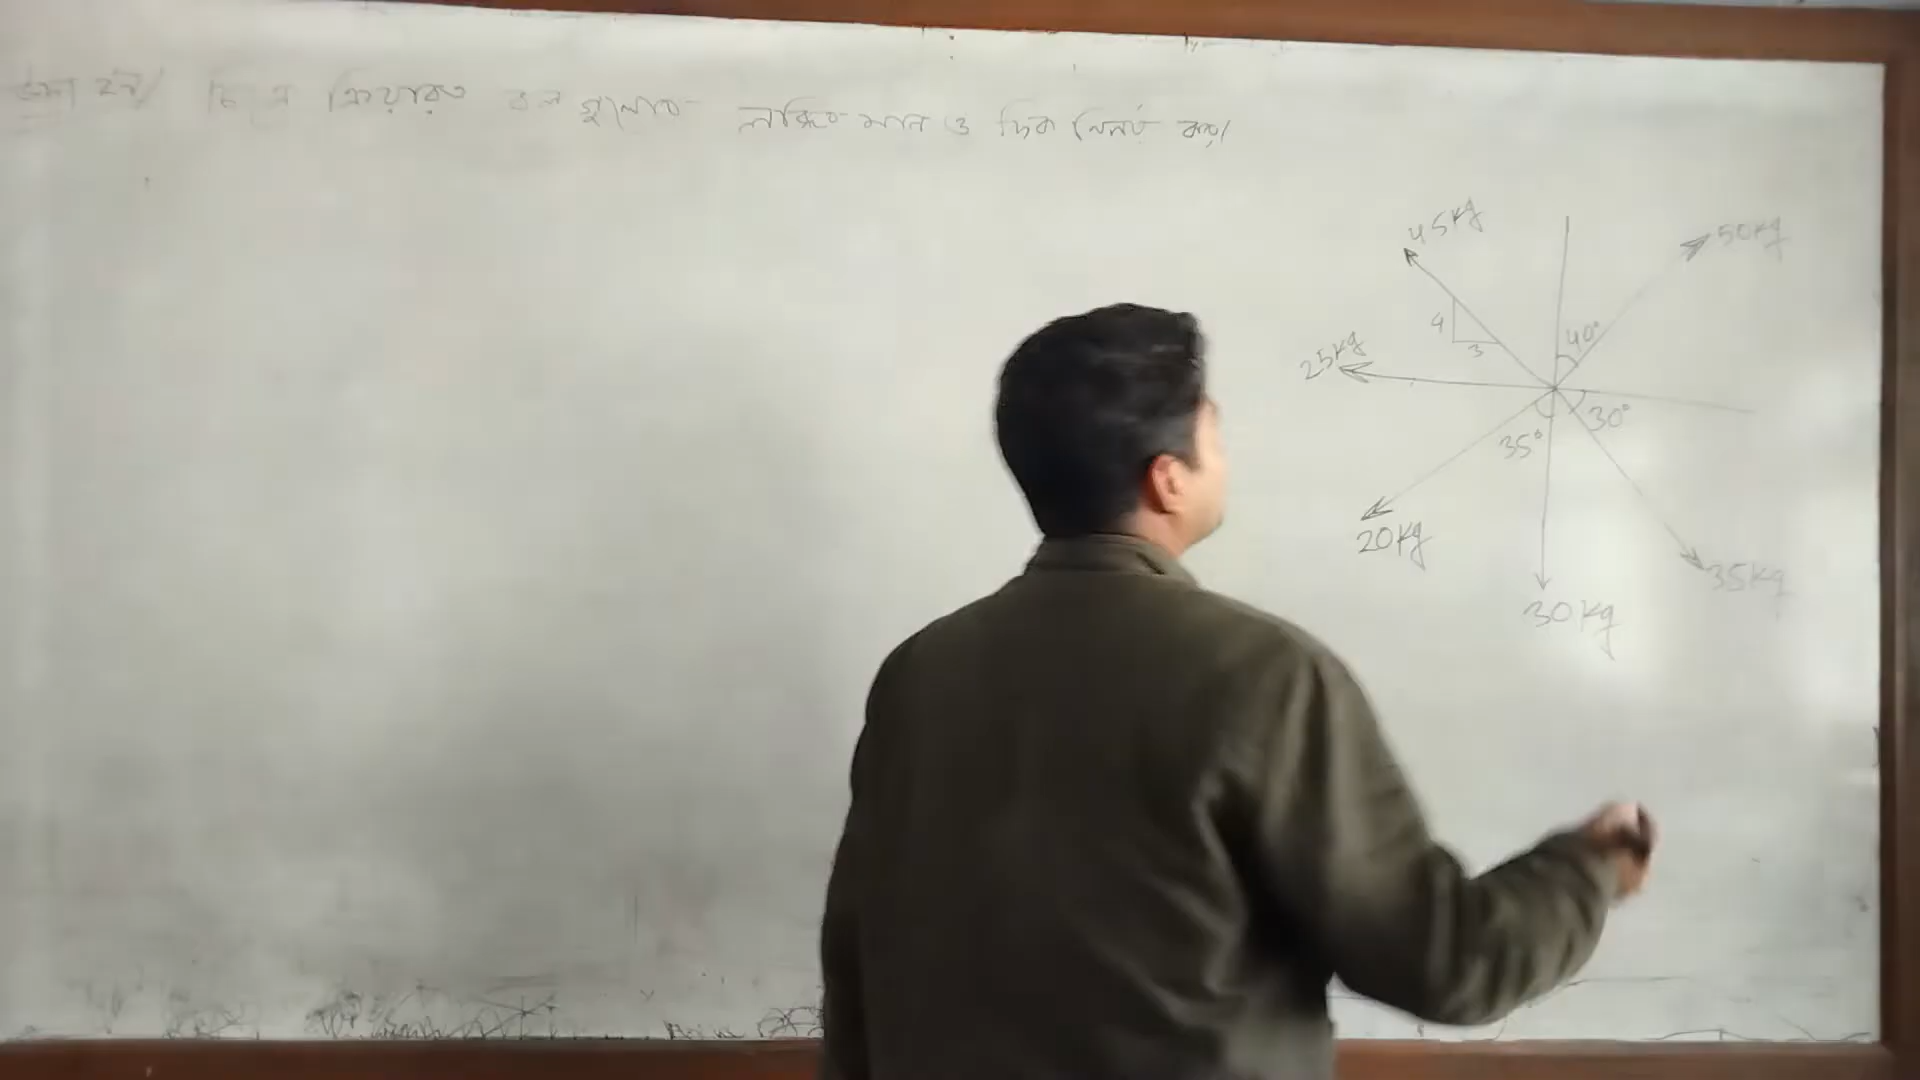 চিত্রে ক্রিয়ারত বল গুলোর লব্ধির মান ও দিক নির্ণয় কর।
45kg
50kg
4
40°
3
25kg
30°
35°
20kg
35kg
30kg